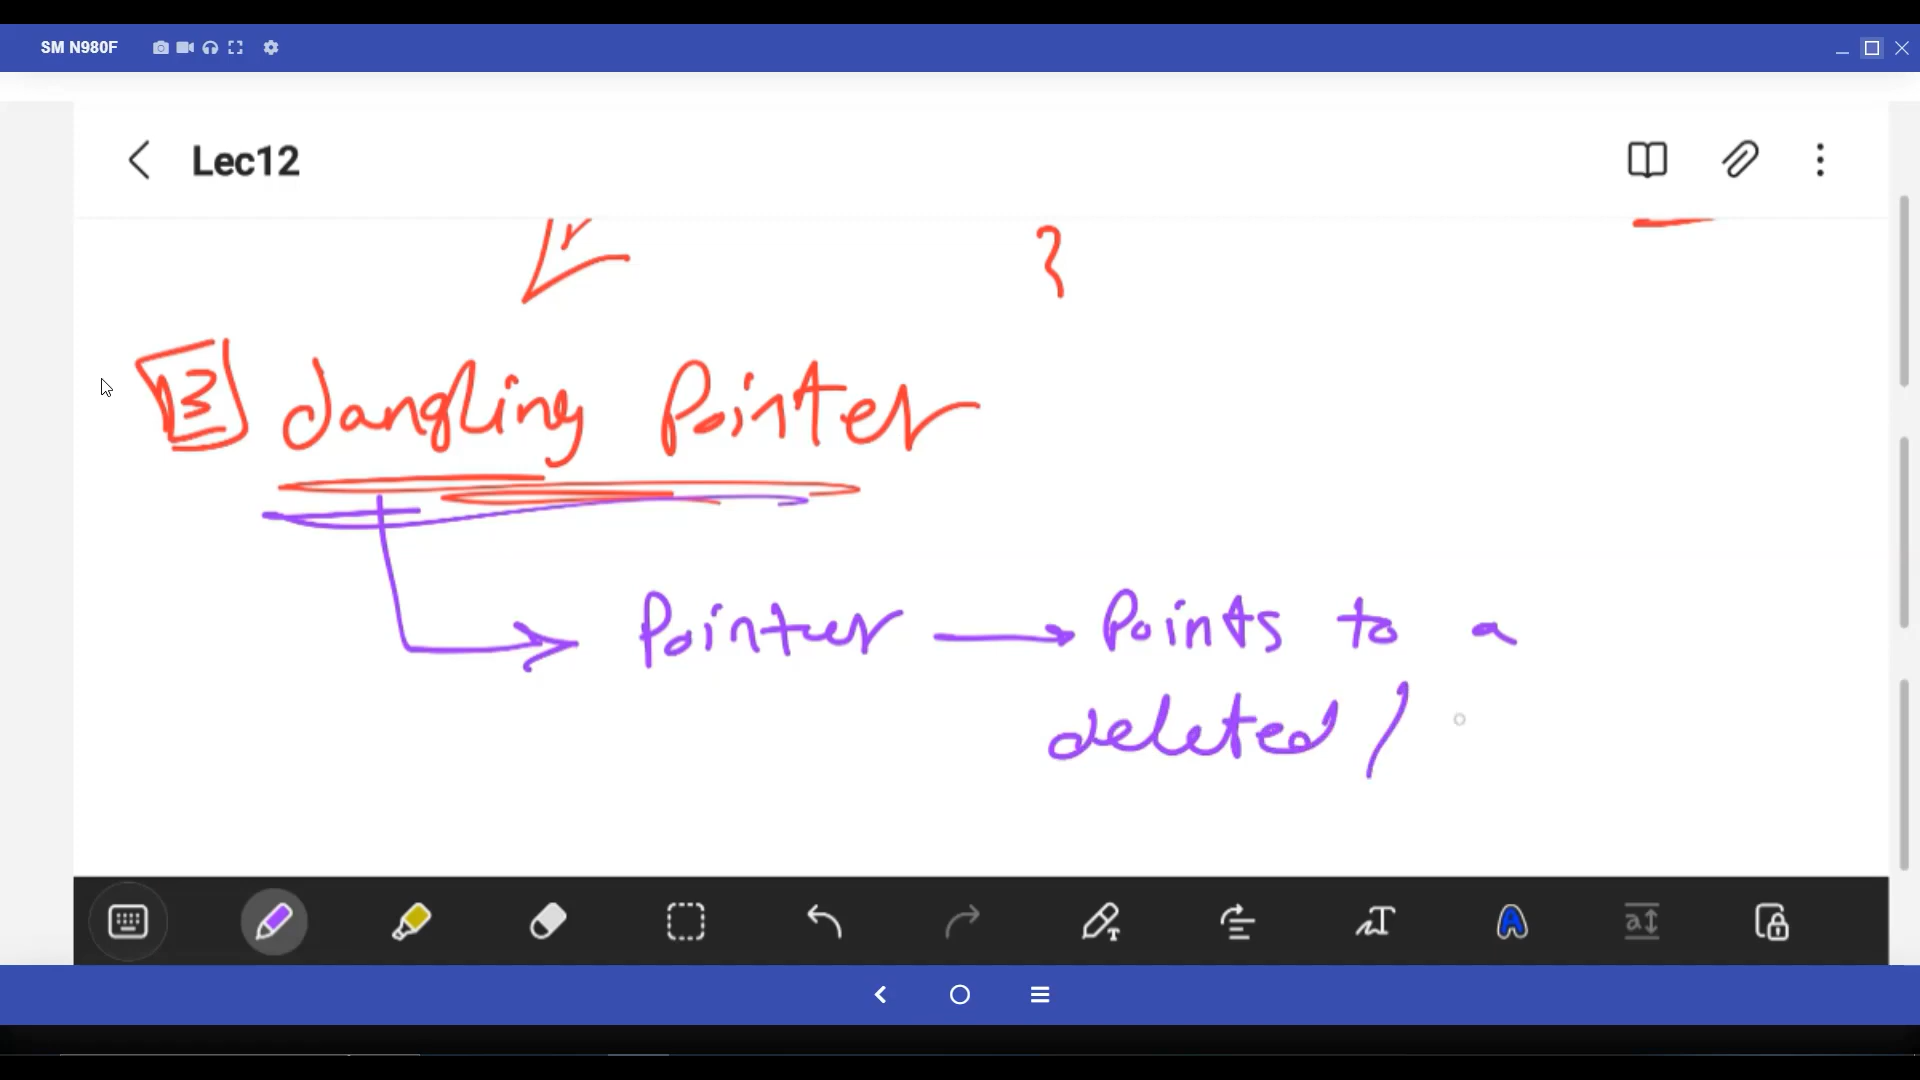 SM N980F
Lec12
3 dangling Pointer
Pointer → Points to a
deleted /